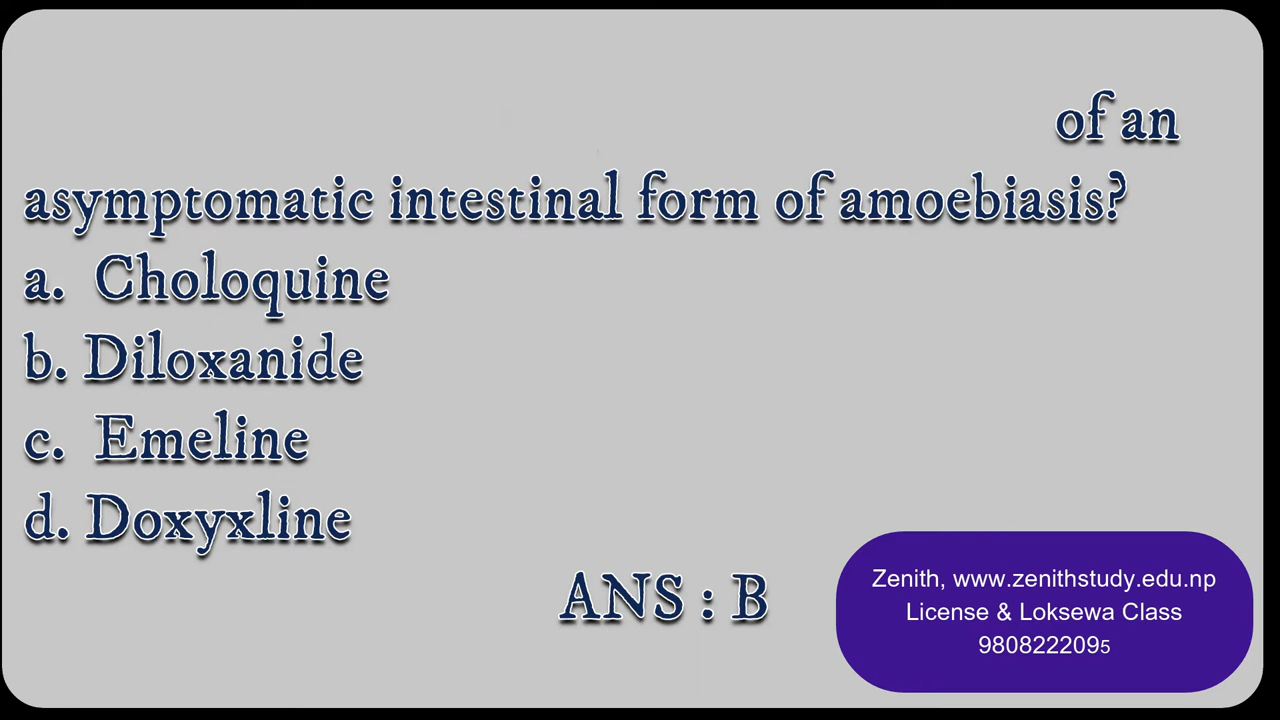 of an
asymptomatic intestinal form of amoebiasis?
a. Choloquine
b. Diloxanide
c. Emeline
d. Doxyxline
ANS : B
Zenith, www.zenithstudy.edu.np
License & Loksewa Class
9808222095